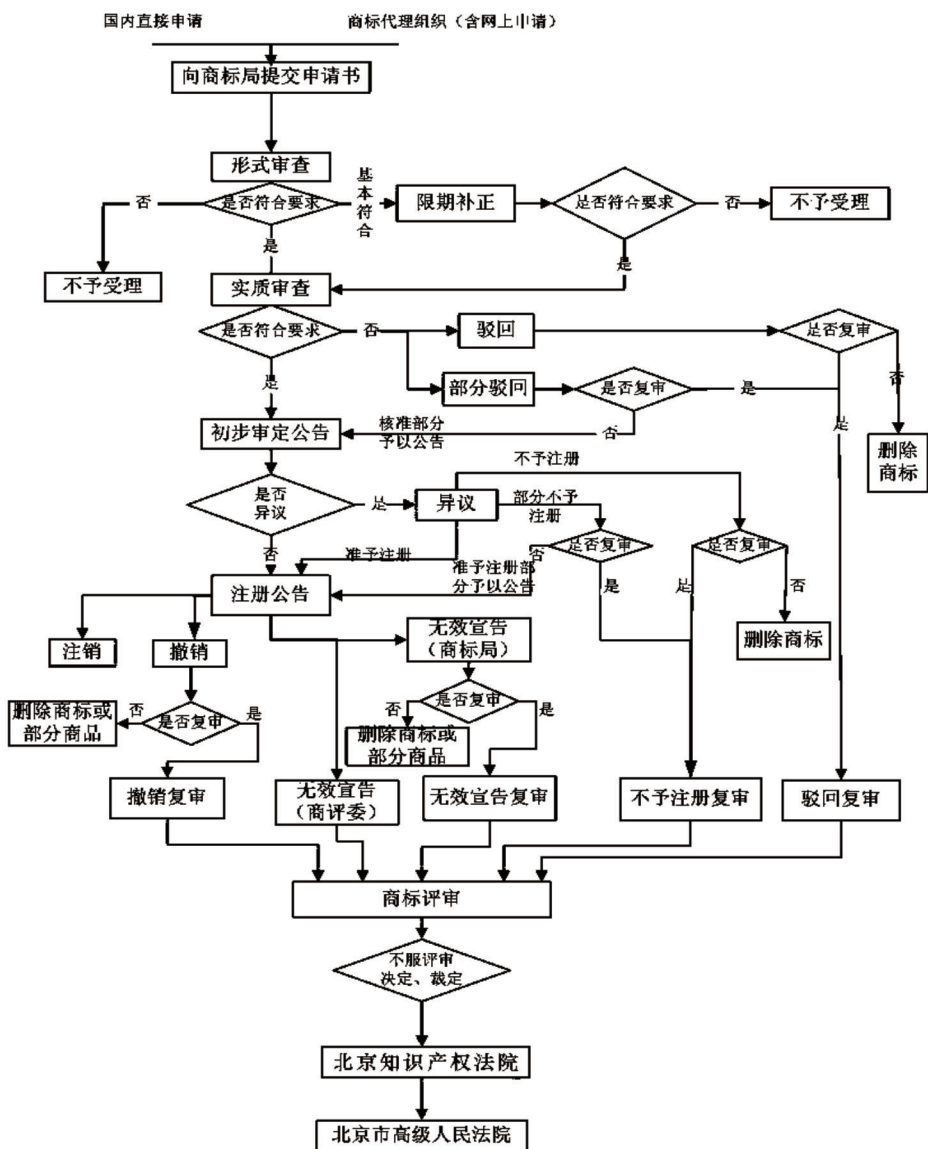 国内直接申请
商标代理组织（含网上申请）
向商标局提交申请书
形式审查
否
是否符合要求
基本符合
限期补正
是否符合要求
否
不予受理
是
是
不予受理
实质审查
是否符合要求
否
驳回
是否复审
否
是
部分驳回
是否复审
是
是
删除
商标
初步审定公告
核准部分
予以公告
否
不予注册
是否
异议
是
异议
部分不予
注册
否
准予注册
否
是否复审
是否复审
注册公告
准予注册部
分予以公告
是
是
否
注销
撤销
无效宣告
（商标局）
删除商标
删除商标或
部分商品
否
是否复审
是
否
是否复审
是
删除商标或
部分商品
撤销复审
无效宣告
（商评委）
无效宣告复审
不予注册复审
驳回复审
商标评审
不服评审
决定、裁定
北京知识产权法院
北京市高级人民法院